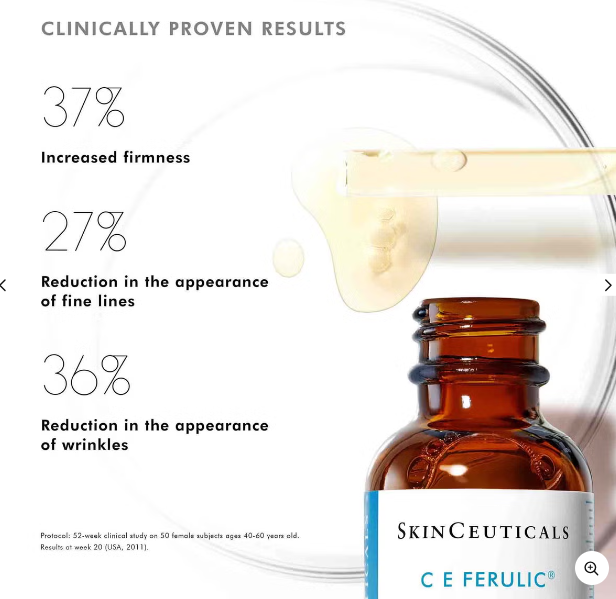 CLINICALLY PROVEN RESULTS
37%
Increased firmness
27%
Reduction in the appearance
of fine lines
36%
Reduction in the appearance
of wrinkles
Protocol: 52-week clinical study on 50 female subjects ages 40-60 years old.
Results at week 20 (USA, 2011).
SKINCEUTICALS
C E FERULIC®